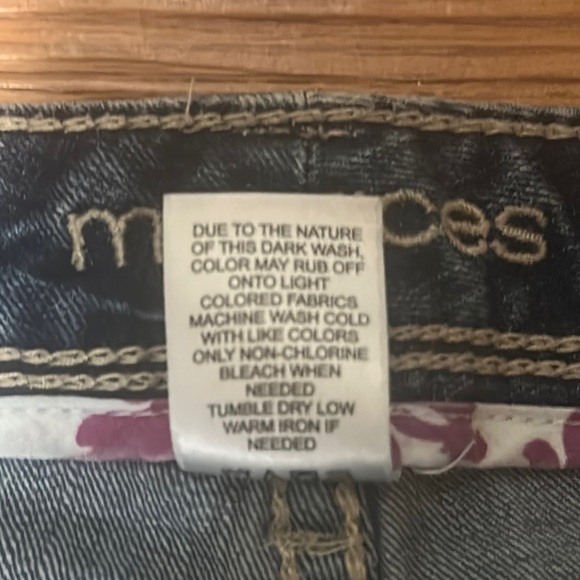 m ces
DUE TO THE NATURE
OF THIS DARK WASH,
COLOR MAY RUB OFF
ONTO LIGHT
COLORED FABRICS
MACHINE WASH COLD
WITH LIKE COLORS
ONLY NON-CHLORINE
BLEACH WHEN
NEEDED
TUMBLE DRY LOW
WARM IRON IF
NEEDED